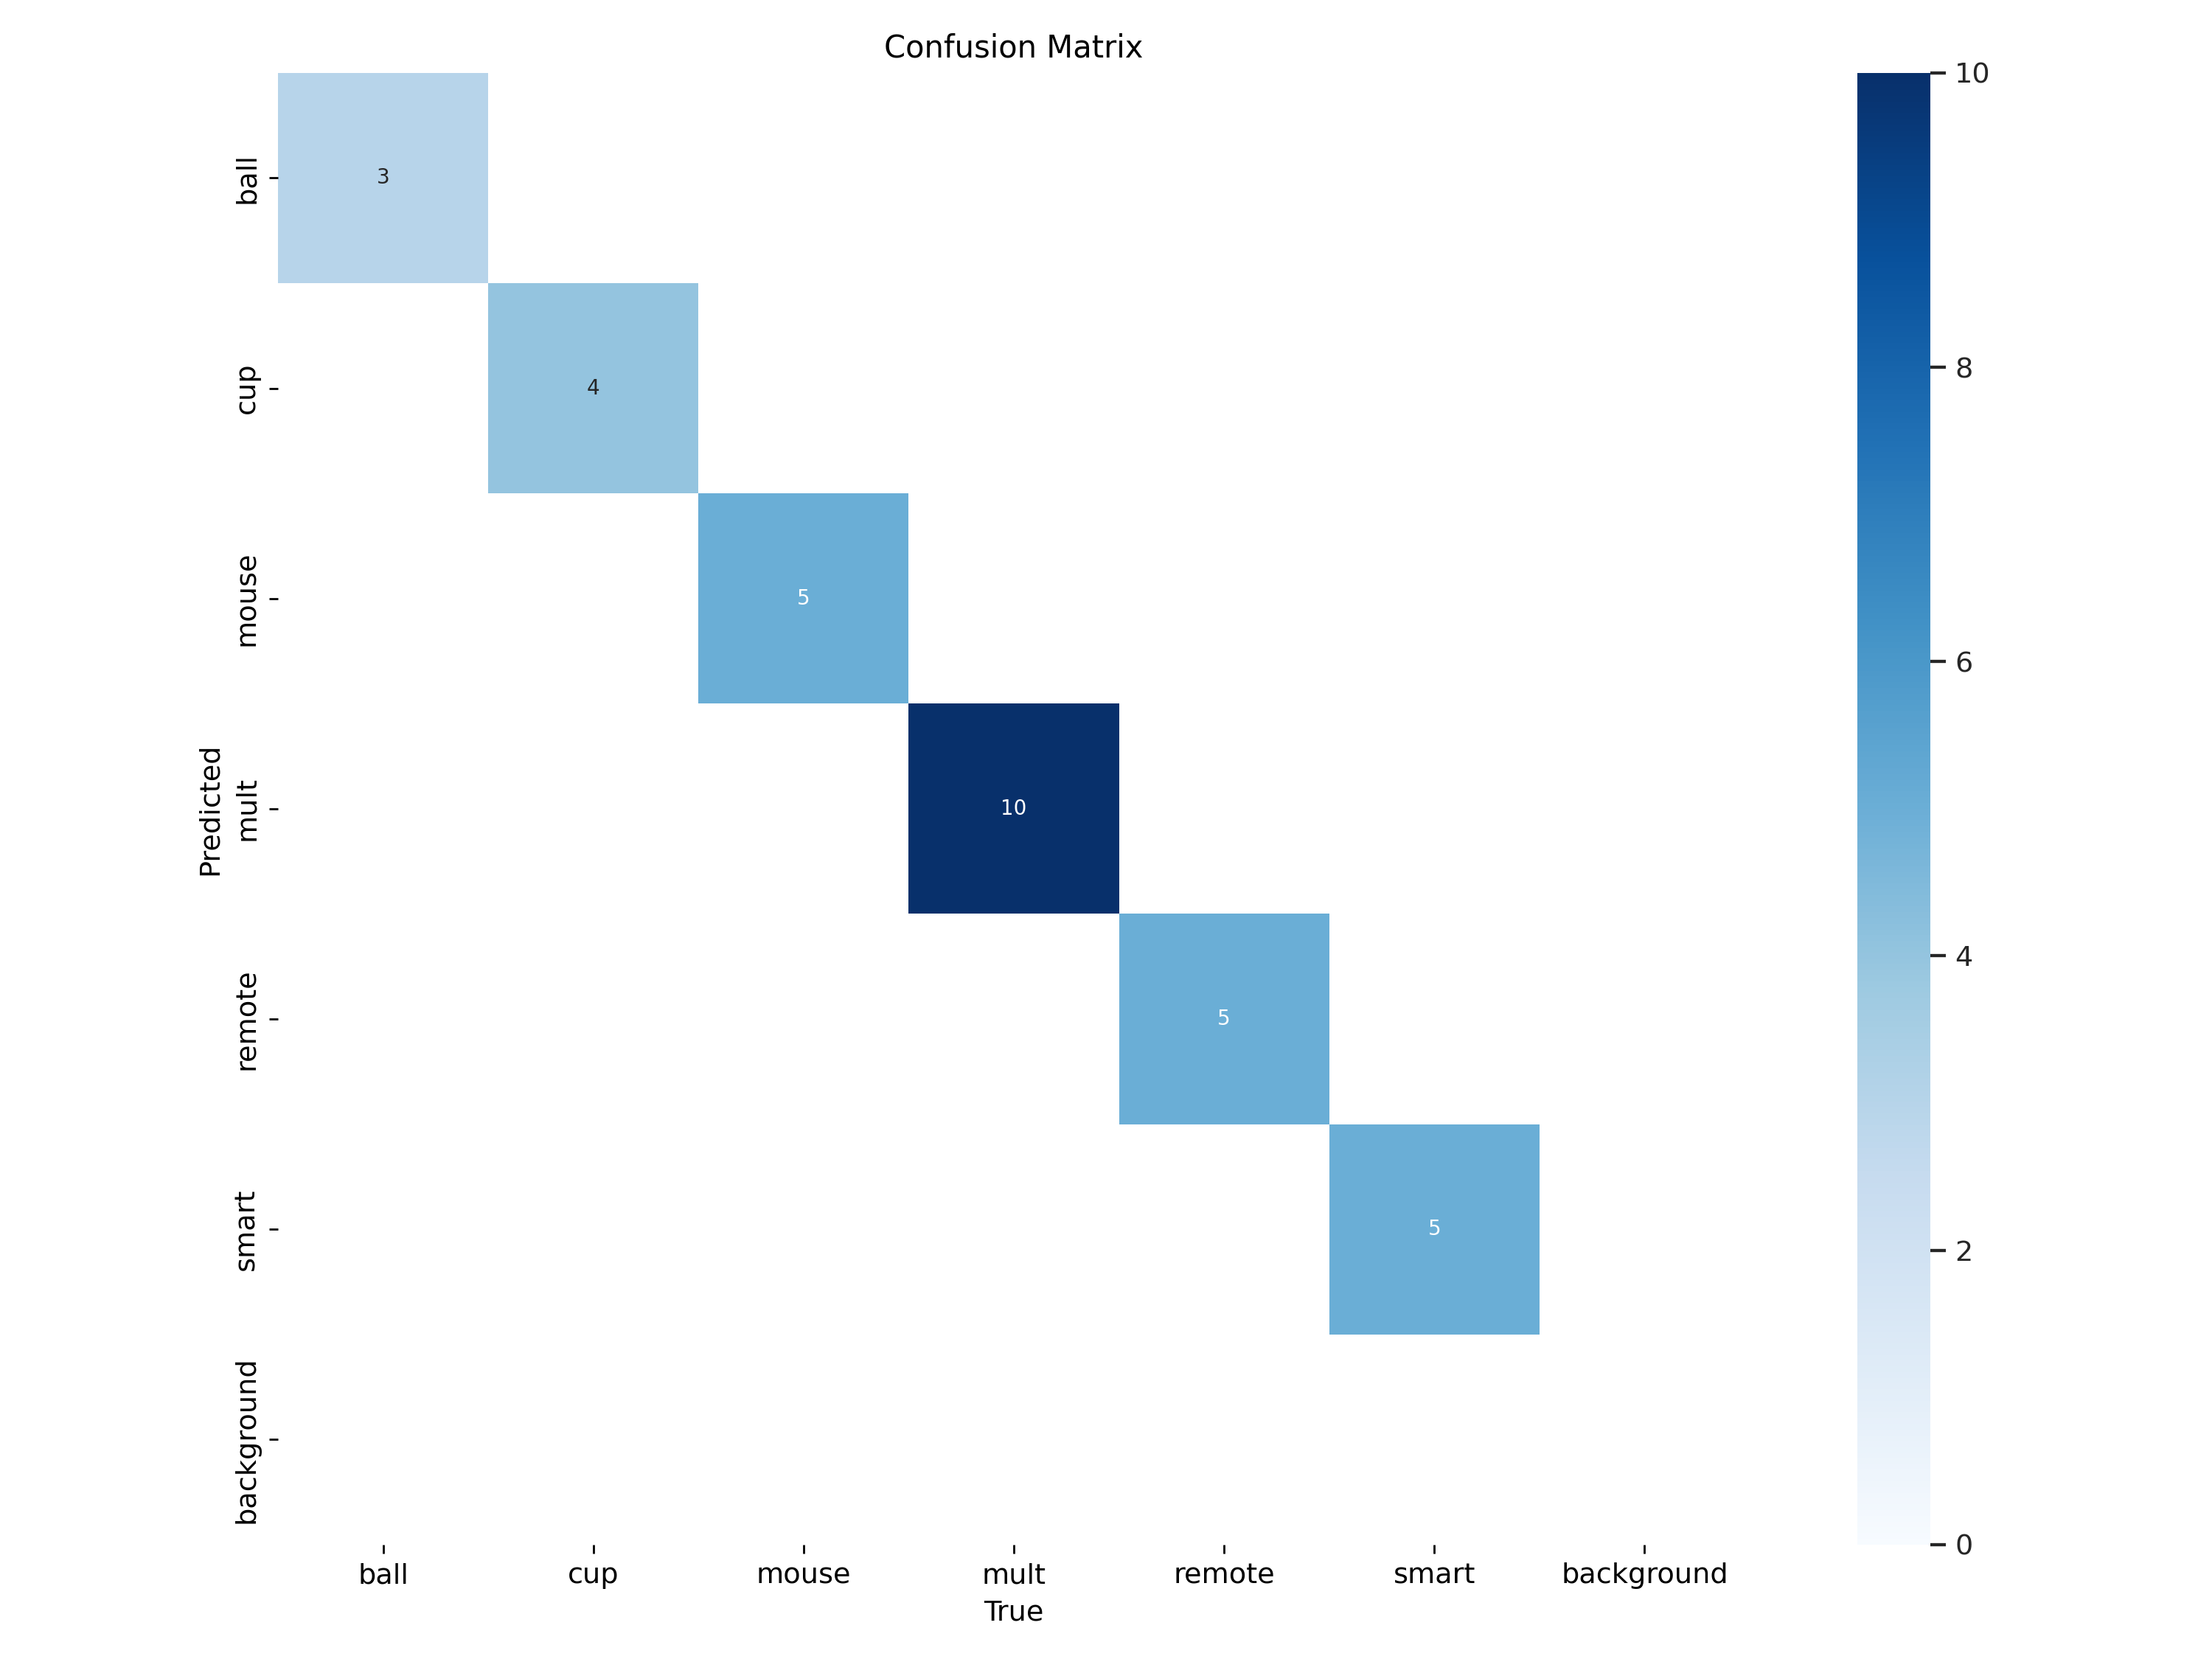 Confusion Matrix
ball
cup
mouse
mult
remote
smart
background
Predicted
3
4
5
10
5
5
ball cup mouse mult remote smart background
True
10
8
6
4
2
0